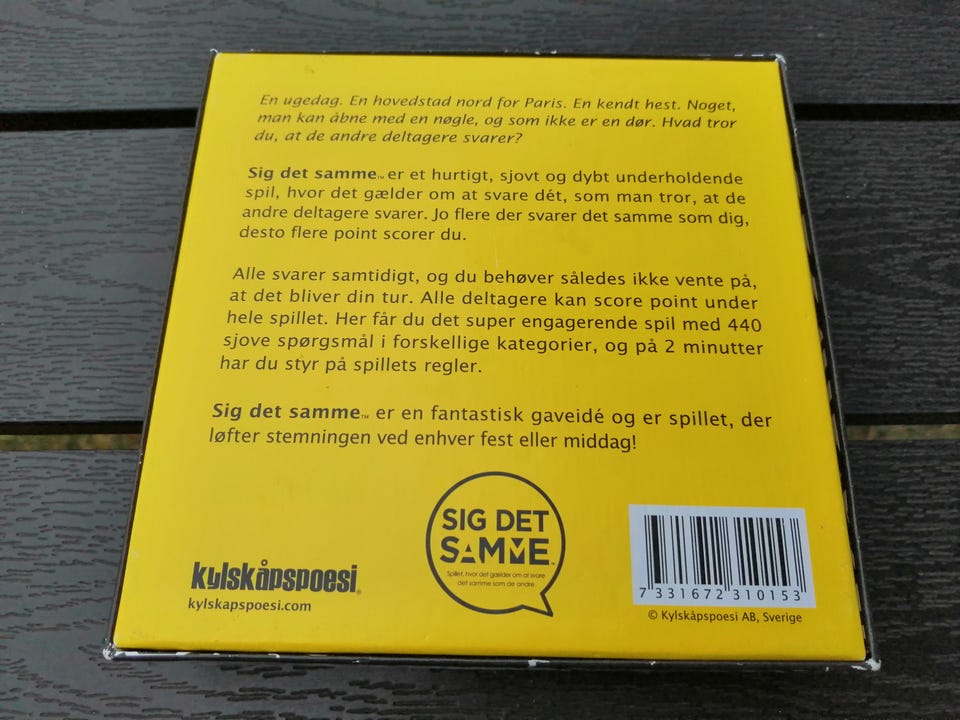 En ugedag. En hovedstad nord for Paris. En kendt hest. Noget,
man kan åbne med en nøgle, og som ikke er en dør. Hvad tror
du, at de andre deltagere svarer?
Sig det samme™ er et hurtigt, sjovt og dybt underholdende
spil, hvor det gælder om at svare dét, som man tror, at de
andre deltagere svarer. Jo flere der svarer det samme som dig,
desto flere point scorer du.
Alle svarer samtidigt, og du behøver således ikke vente på,
at det bliver din tur. Alle deltagere kan score point under
hele spillet. Her får du det super engagerende spil med 440
sjove spørgsmål i forskellige kategorier, og på 2 minutter
har du styr på spillets regler.
Sig det samme™ er en fantastisk gaveidé og er spillet, der
løfter stemningen ved enhver fest eller middag!
SIG DET
SAMME™
Spillet, hvor det gælder om at svare
det samme som de andre
kylskåpspoesi®
kylskapspoesi.com
7 331672 310153
© Kylskåpspoesi AB, Sverige